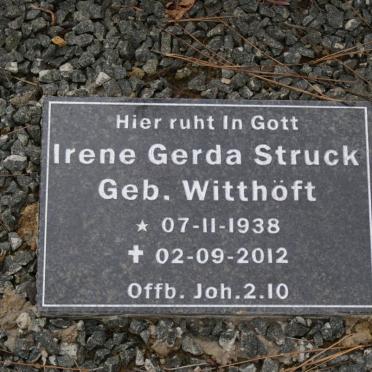 Hier ruht In Gott
Irene Gerda Struck
Geb. Witthöft
★ 07-11-1938
✝ 02-09-2012
Offb. Joh.2.10